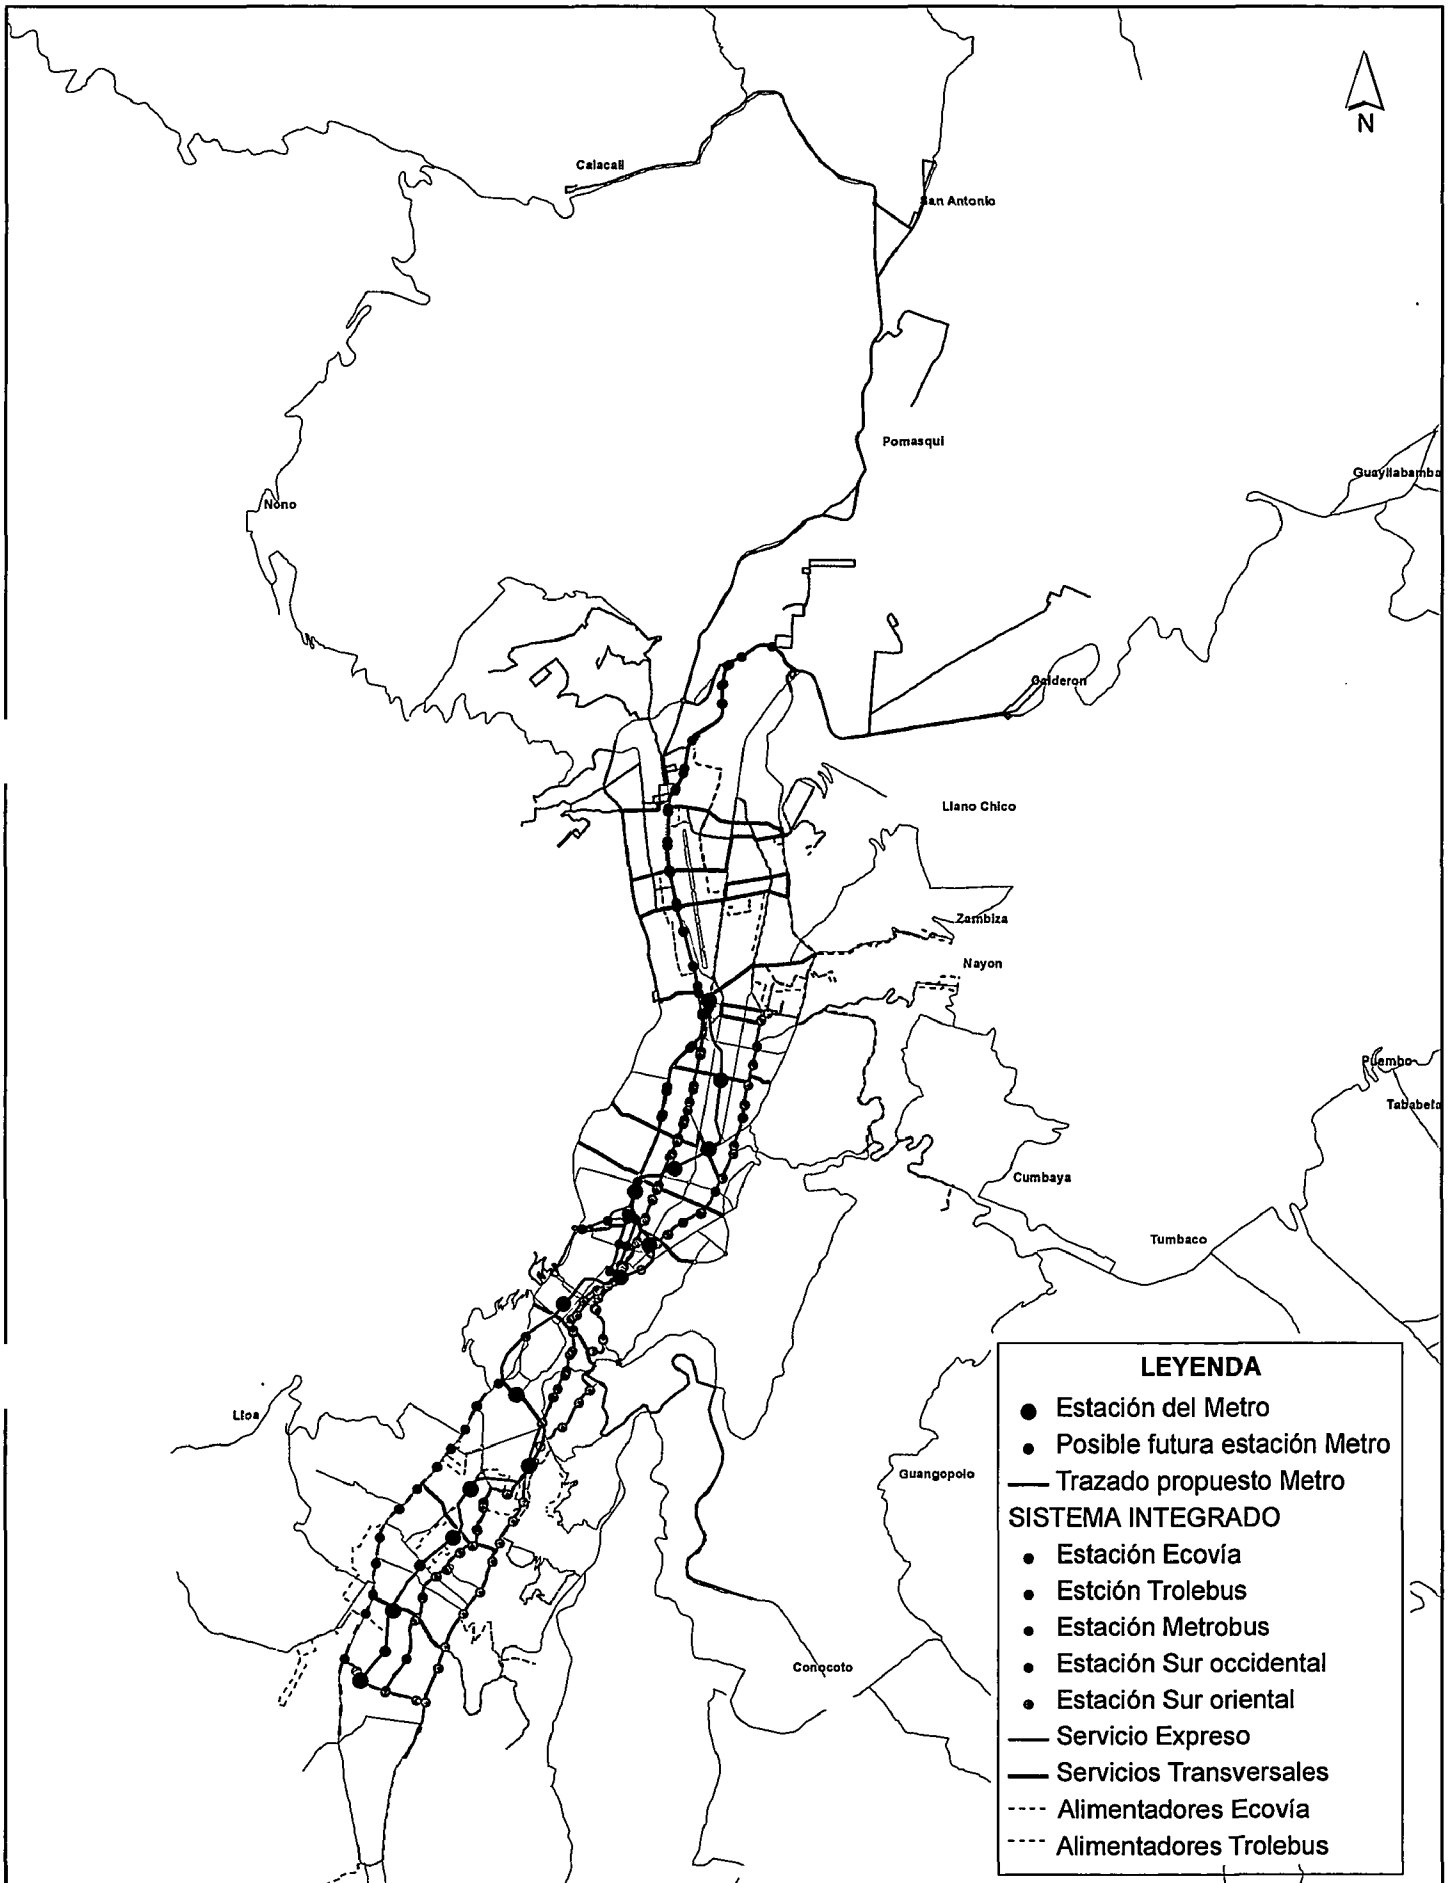 N
Calacali
San Antonio
Pomasqui
Guayllabamba
Nono
Calderon
Llano Chico
Zambiza
Nayon
Puembo
Tababela
Cumbaya
Tumbaco
Lloa
Guangopolo
Conocoto
LEYENDA
Estación del Metro
Posible futura estación Metro
Trazado propuesto Metro
SISTEMA INTEGRADO
Estación Ecovía
Estción Trolebus
Estación Metrobus
Estación Sur occidental
Estación Sur oriental
Servicio Expreso
Servicios Transversales
Alimentadores Ecovía
Alimentadores Trolebus